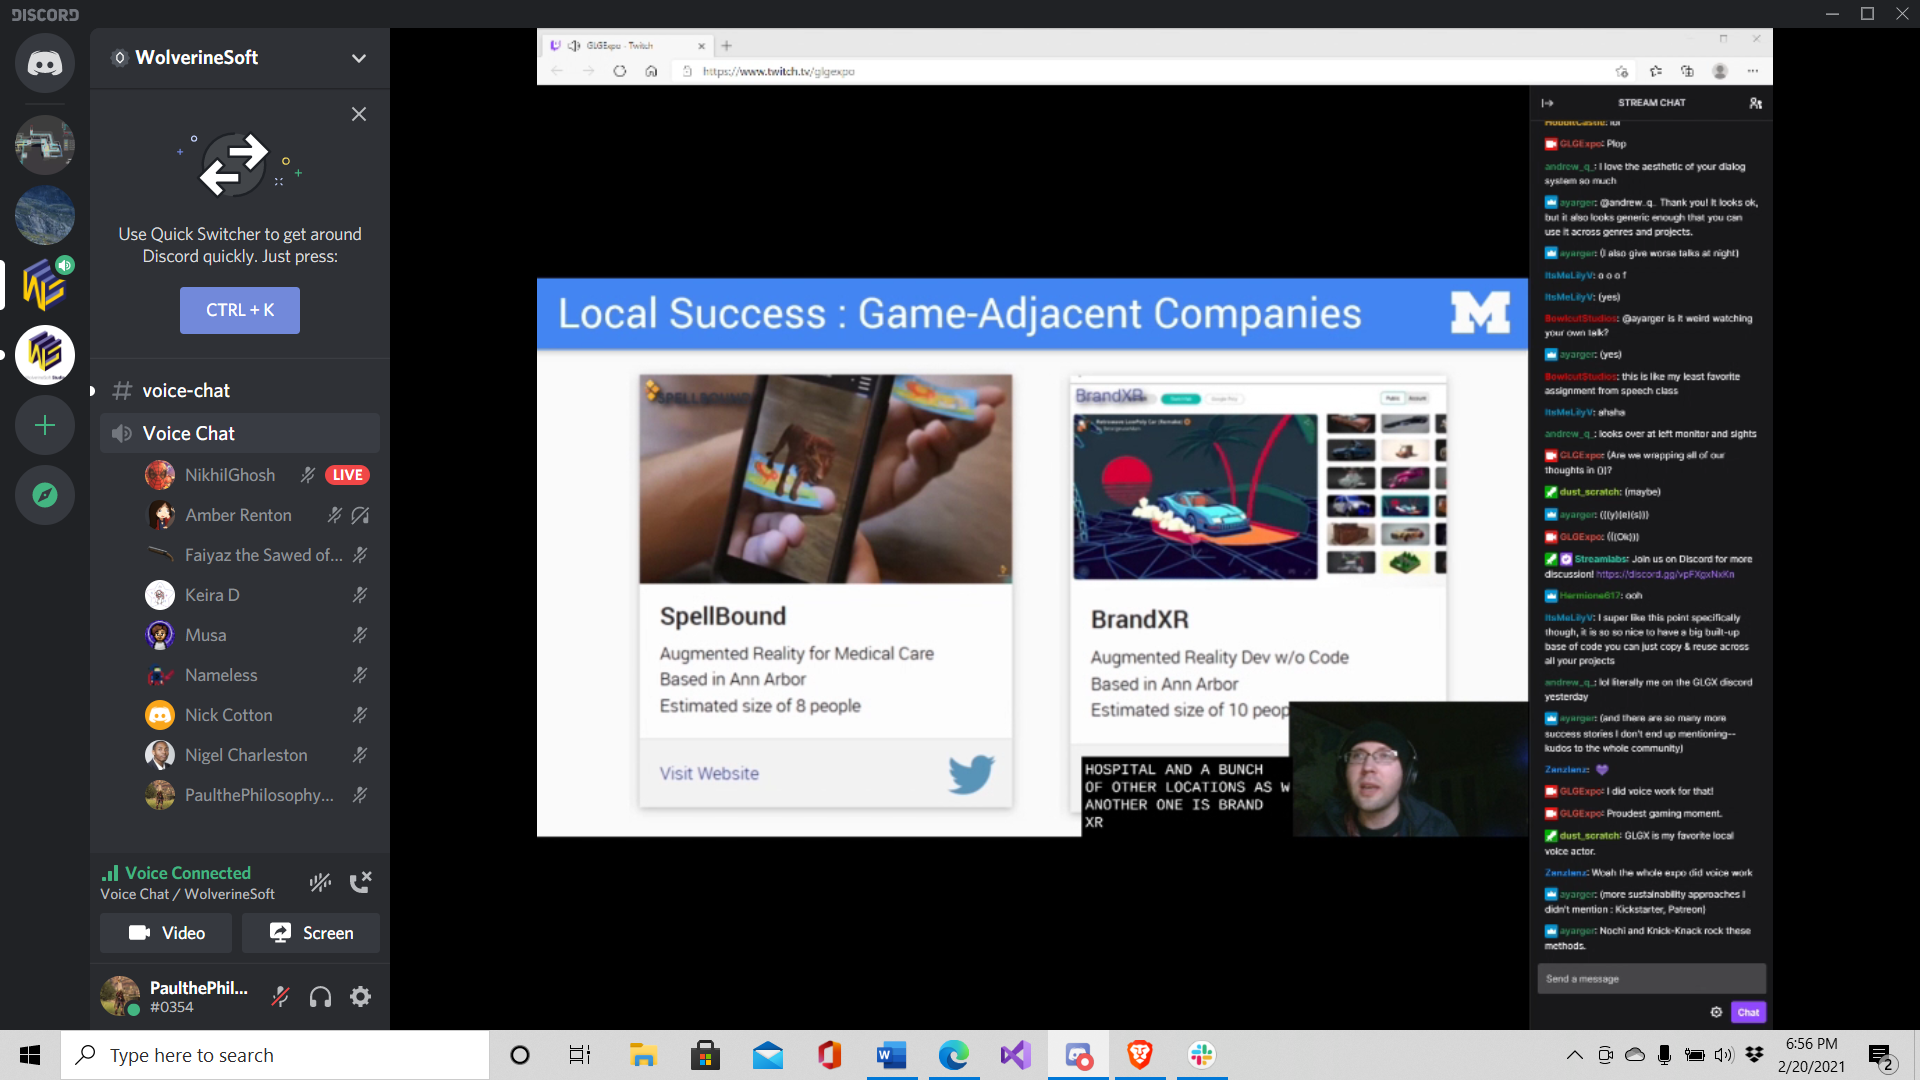 DISCORD
WolverineSoft
Use Quick Switcher to get around
Discord quickly. Just press:
CTRL + K
# voice-chat
Voice Chat
NikhilGhosh LIVE
Amber Renton
Faiyaz the Sawed of...
Keira D
Musa
Nameless
Nick Cotton
Nigel Charleston
PaulthePhilosophy...
Voice Connected
Voice Chat / WolverineSoft
Video Screen
PaulthePhil...
#0354
GLGExpo - Twitch
https://www.twitch.tv/glgexpo
Local Success : Game-Adjacent Companies
M
SPELLBOUND
SpellBound
Augmented Reality for Medical Care
Based in Ann Arbor
Estimated size of 8 people
Visit Website
BrandXR
BrandXR
Augmented Reality Dev w/o Code
Based in Ann Arbor
Estimated size of 10 peop
HOSPITAL AND A BUNCH
OF OTHER LOCATIONS AS W
ANOTHER ONE IS BRAND
XR
STREAM CHAT
HobbitCastle: lol
GLGExpo: Plop
andrew_q_: I love the aesthetic of your dialog
system so much
ayarger: @andrew_q_ Thank you! It looks ok,
but it also looks generic enough that you can
use it across genres and projects.
ayarger: (I also give worse talks at night)
ItsMeLilyV: o o o f
ItsMeLilyV: (yes)
BowlcutStudios: @ayarger is it weird watching
your own talk?
ayarger: (yes)
BowlcutStudios: this is like my least favorite
assignment from speech class
ItsMeLilyV: ahaha
andrew_q_: looks over at left monitor and sights
GLGExpo: (Are we wrapping all of our
thoughts in ()?
dust_scratch: (maybe)
ayarger: (((y)(e)(s)))
GLGExpo: (((Ok)))
Streamlabs: Join us on Discord for more
discussion! https://discord.gg/vpFXgxNxKn
Hermione617: ooh
ItsMeLilyV: I super like this point specifically
though, it is so so nice to have a big built-up
base of code you can just copy & reuse across
all your projects
andrew_q_: lol literally me on the GLGX discord
yesterday
ayarger: (and there are so many more
success stories I don't end up mentioning--
kudos to the whole community)
Zenzienz: 💜
GLGExpo: I did voice work for that!
GLGExpo: Proudest gaming moment.
dust_scratch: GLGX is my favorite local
voice actor.
Zenzienz: Woah the whole expo did voice work
ayarger: (more sustainability approaches I
didn't mention : Kickstarter, Patreon)
ayarger: Nochi and Knick-Knack rock these
methods.
Send a message
Chat
Type here to search
6:56 PM
2/20/2021
2